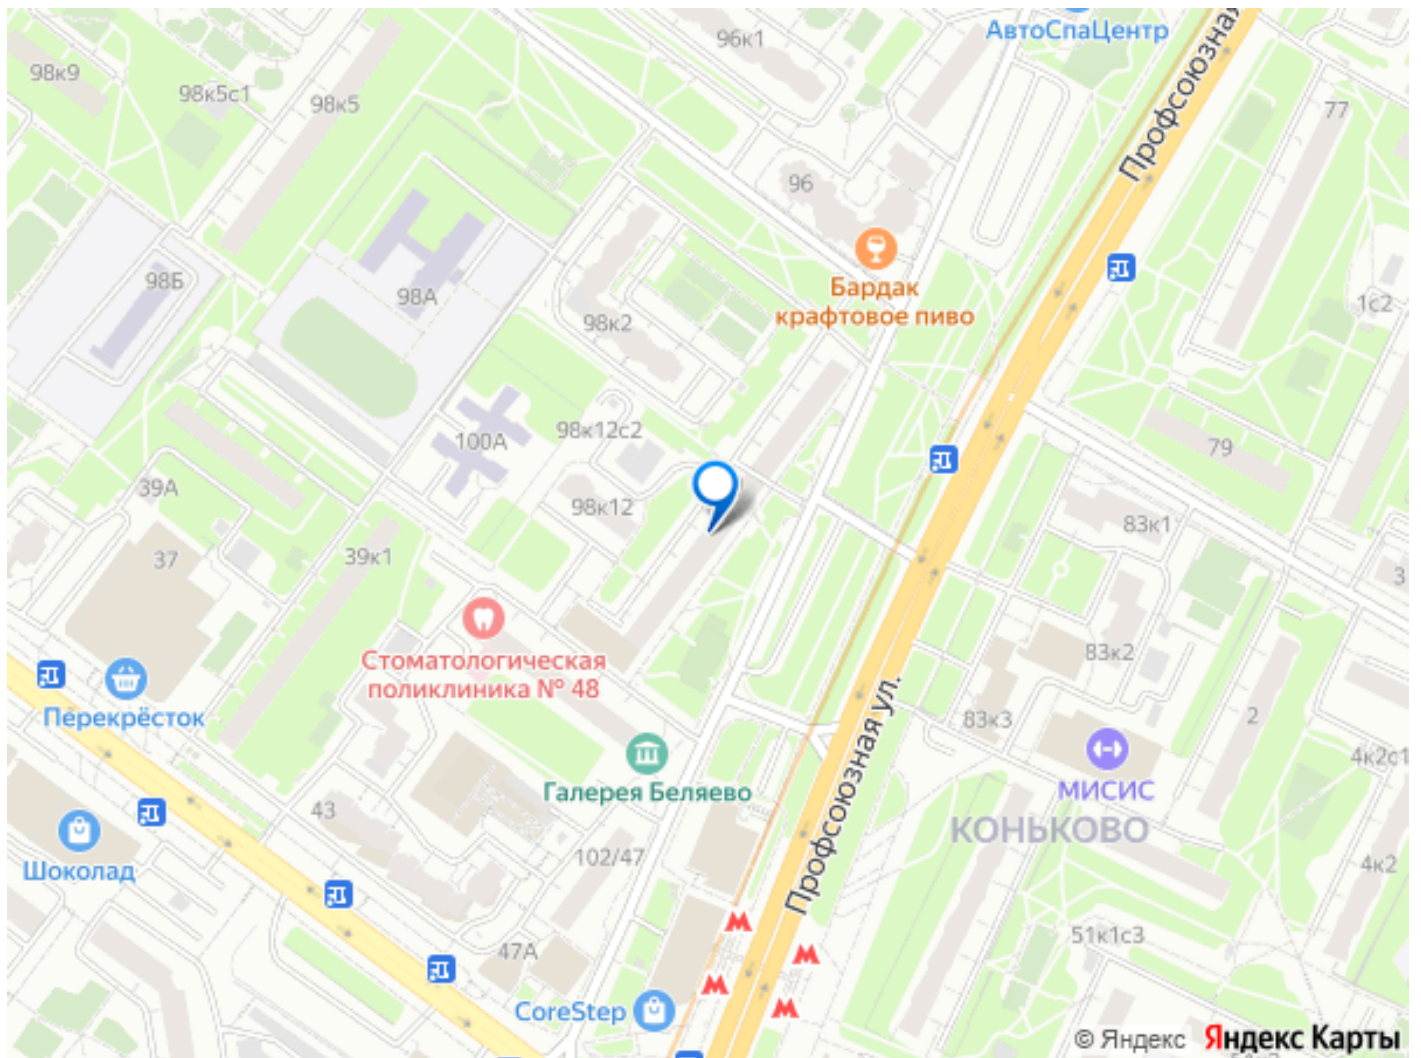 96к1
АвтоСпаЦентр
98к9
98к5с1
98к5
77
Профсоюзная
96
98Б
98А
Бардак
крафтовое пиво
1с2
98к2
98к12с2
100А
79
39А
98к12
83к1
37
39к1
3
Стоматологическая
поликлиника № 48
83к2
Перекрёсток
Профсоюзная ул.
83к3
2
4к2с1
Галерея Беляево
МИСИС
43
КОНЬКОВО
Шоколад
102/47
4к2
51к1с3
47А
CoreStep
© Яндекс Яндекс Карты